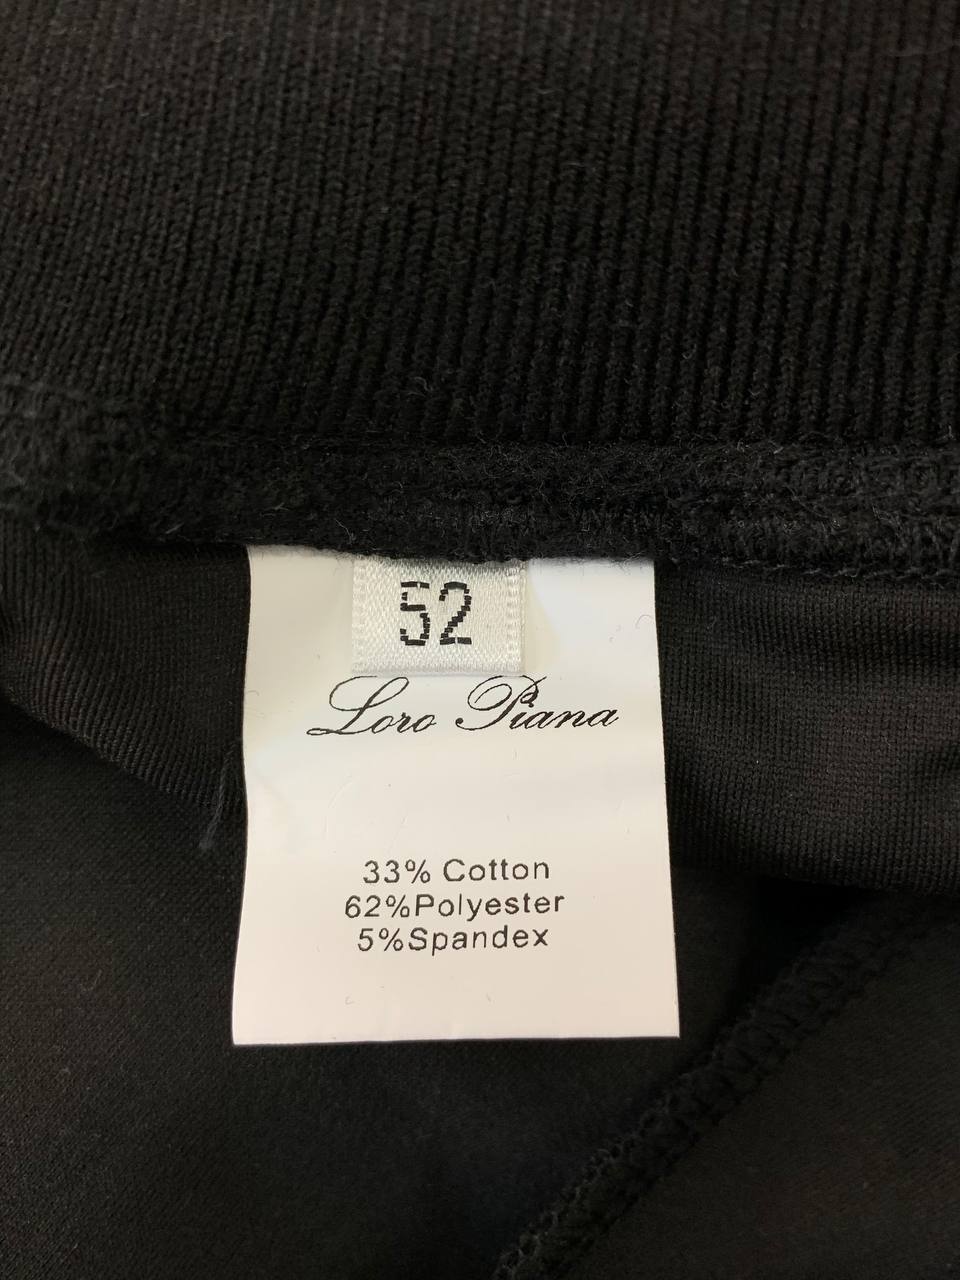 52
Loro Piana
33% Cotton
62%Polyester
5%Spandex